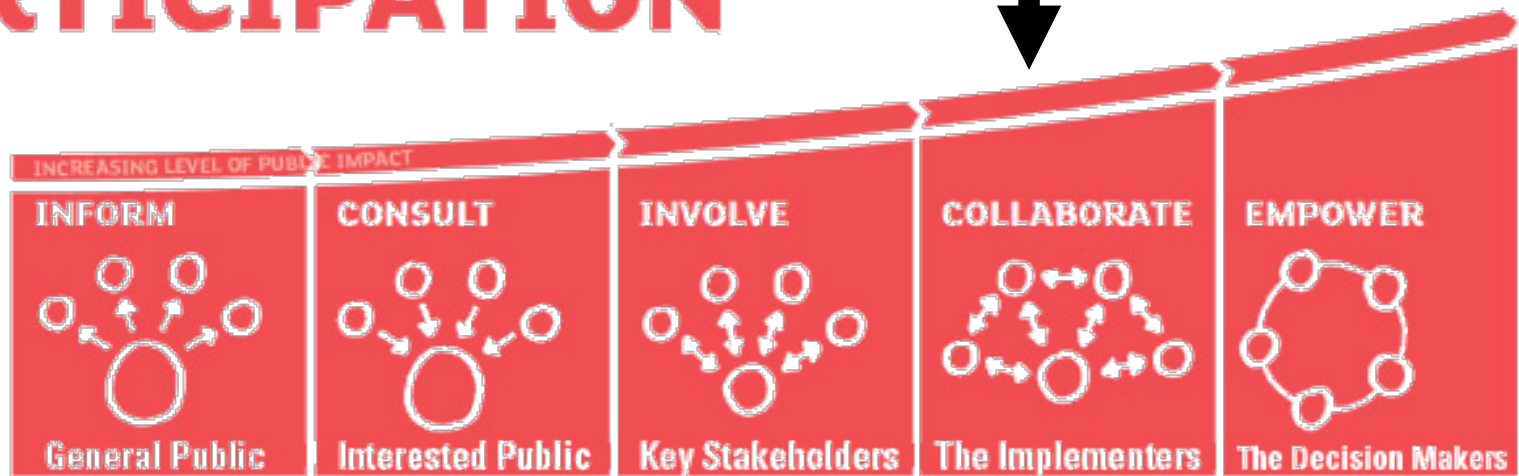 RTICIPATION
INCREASING LEVEL OF PUBLIC IMPACT
INFORM
CONSULT
INVOLVE
COLLABORATE
EMPOWER
General Public
Interested Public
Key Stakeholders
The Implementers
The Decision Makers